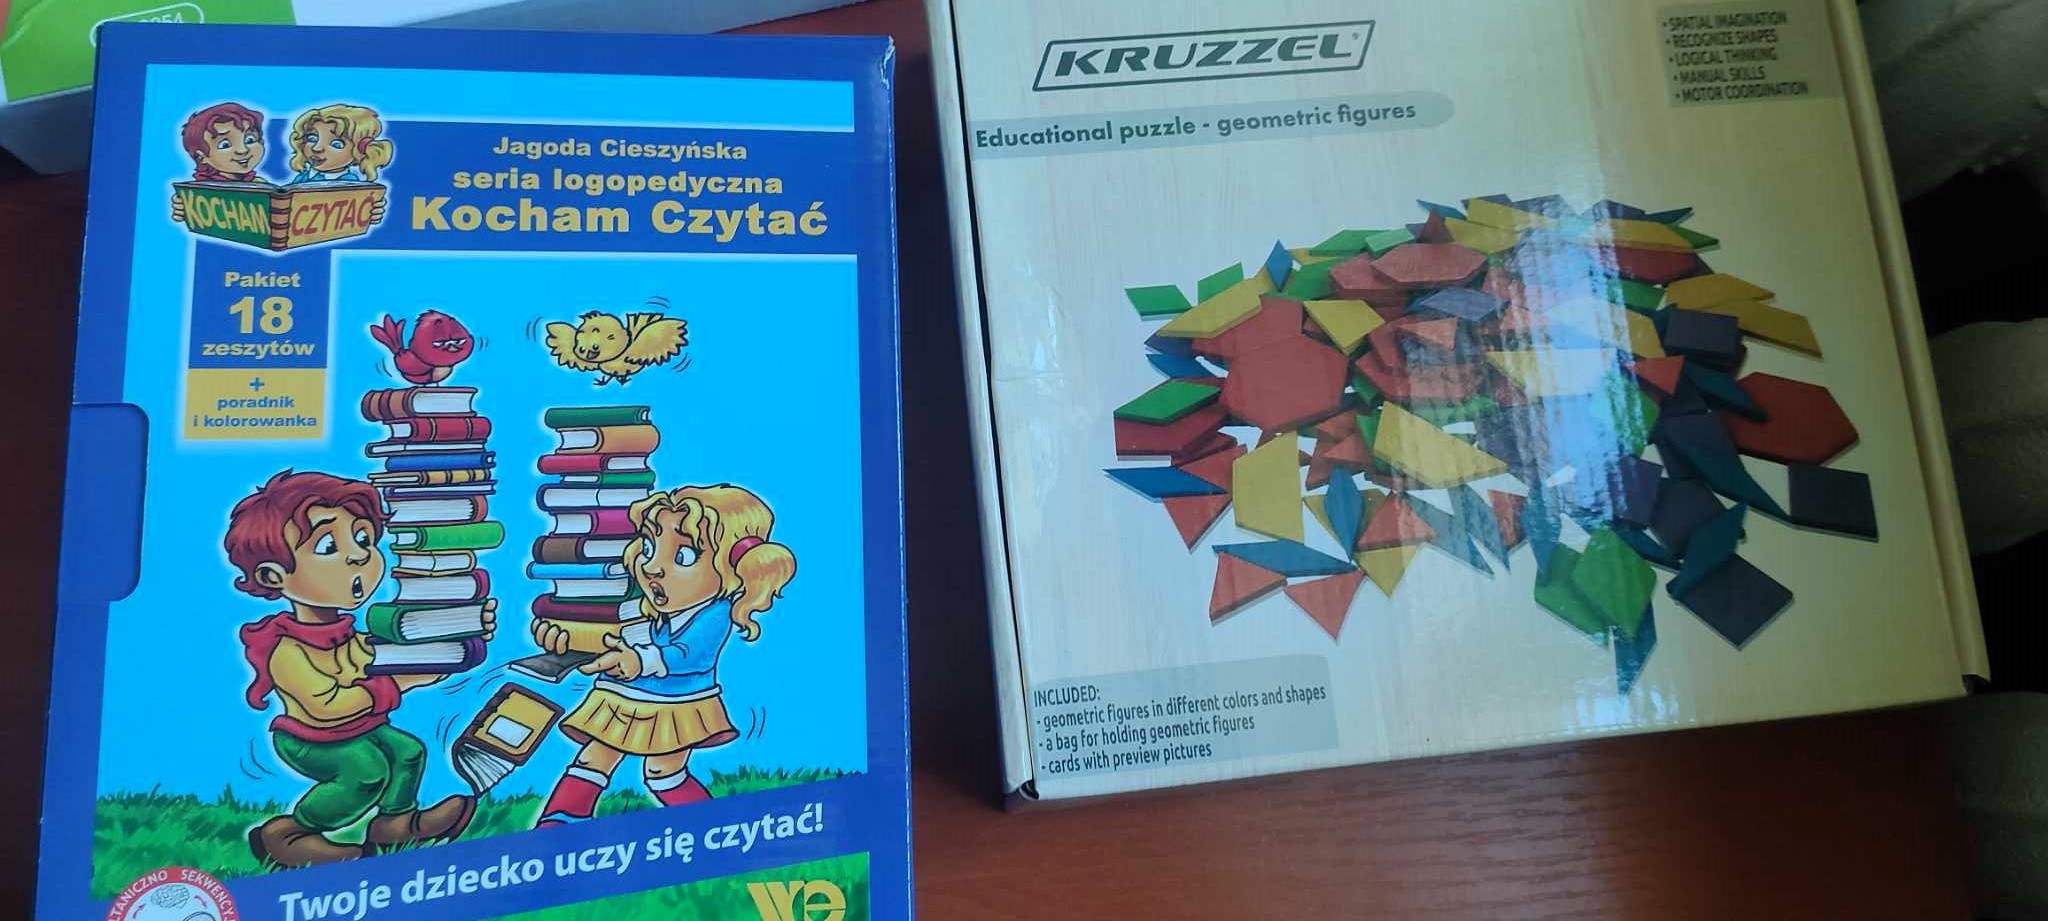 Jagoda Cieszyńska
seria logopedyczna
Kocham Czytać
KOCHAM CZYTAĆ
Pakiet
18
zeszytów
+
poradnik
i kolorowanka
Twoje dziecko uczy się czytać!
we
KRUZZEL®
Educational puzzle - geometric figures
• SPATIAL IMAGINATION
• RECOGNIZE SHAPES
• LOGICAL THINKING
• MANUAL SKILLS
• MOTOR COORDINATION
INCLUDED:
- geometric figures in different colors and shapes
- a bag for holding geometric figures
- cards with preview pictures